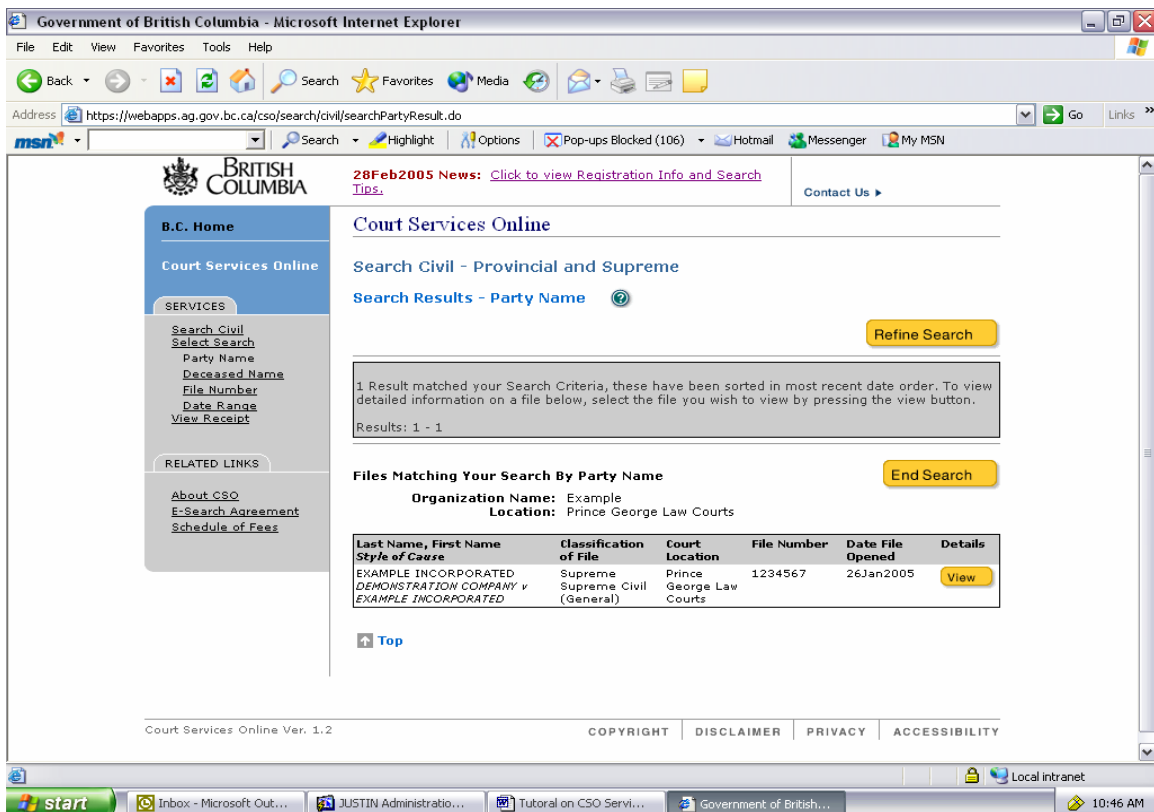 Government of British Columbia - Microsoft Internet Explorer
File Edit View Favorites Tools Help
Back Search Favorites Media
Address https://webapps.ag.gov.bc.ca/cso/search/civil/searchPartyResult.do Go Links »
msn Search Highlight Options Pop-ups Blocked (106) Hotmail Messenger My MSN
BRITISH
COLUMBIA
28Feb2005 News: Click to view Registration Info and Search
Tips.
Contact Us
B.C. Home
Court Services Online
SERVICES
Search Civil
Select Search
Party Name
Deceased Name
File Number
Date Range
View Receipt
RELATED LINKS
About CSO
E-Search Agreement
Schedule of Fees
Court Services Online
Search Civil - Provincial and Supreme
Search Results - Party Name ?
Refine Search
1 Result matched your Search Criteria, these have been sorted in most recent date order. To view
detailed information on a file below, select the file you wish to view by pressing the view button.
Results: 1 - 1
Files Matching Your Search By Party Name
End Search
Organization Name: Example
Location: Prince George Law Courts
Last Name, First Name Classification Court File Number Date File Details
Style of Cause of File Location Opened
EXAMPLE INCORPORATED Supreme Prince 1234567 26Jan2005 View
DEMONSTRATION COMPANY v Supreme Civil George Law
EXAMPLE INCORPORATED (General) Courts
Top
Court Services Online Ver. 1.2 COPYRIGHT DISCLAIMER PRIVACY ACCESSIBILITY
Local intranet
start Inbox - Microsoft Out... JUSTIN Administratio... Tutoral on CSO Servi... Government of British... 10:46 AM